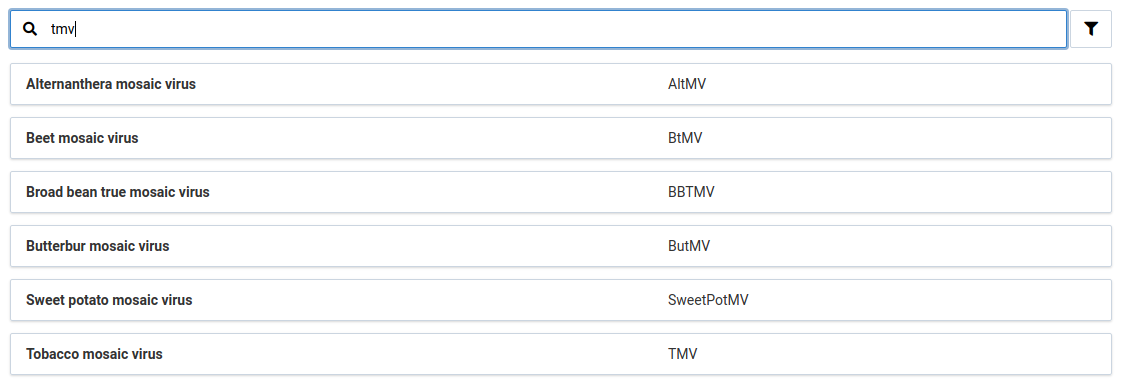 tmv
Alternanthera mosaic virus AltMV
Beet mosaic virus BtMV
Broad bean true mosaic virus BBTMV
Butterbur mosaic virus ButMV
Sweet potato mosaic virus SweetPotMV
Tobacco mosaic virus TMV